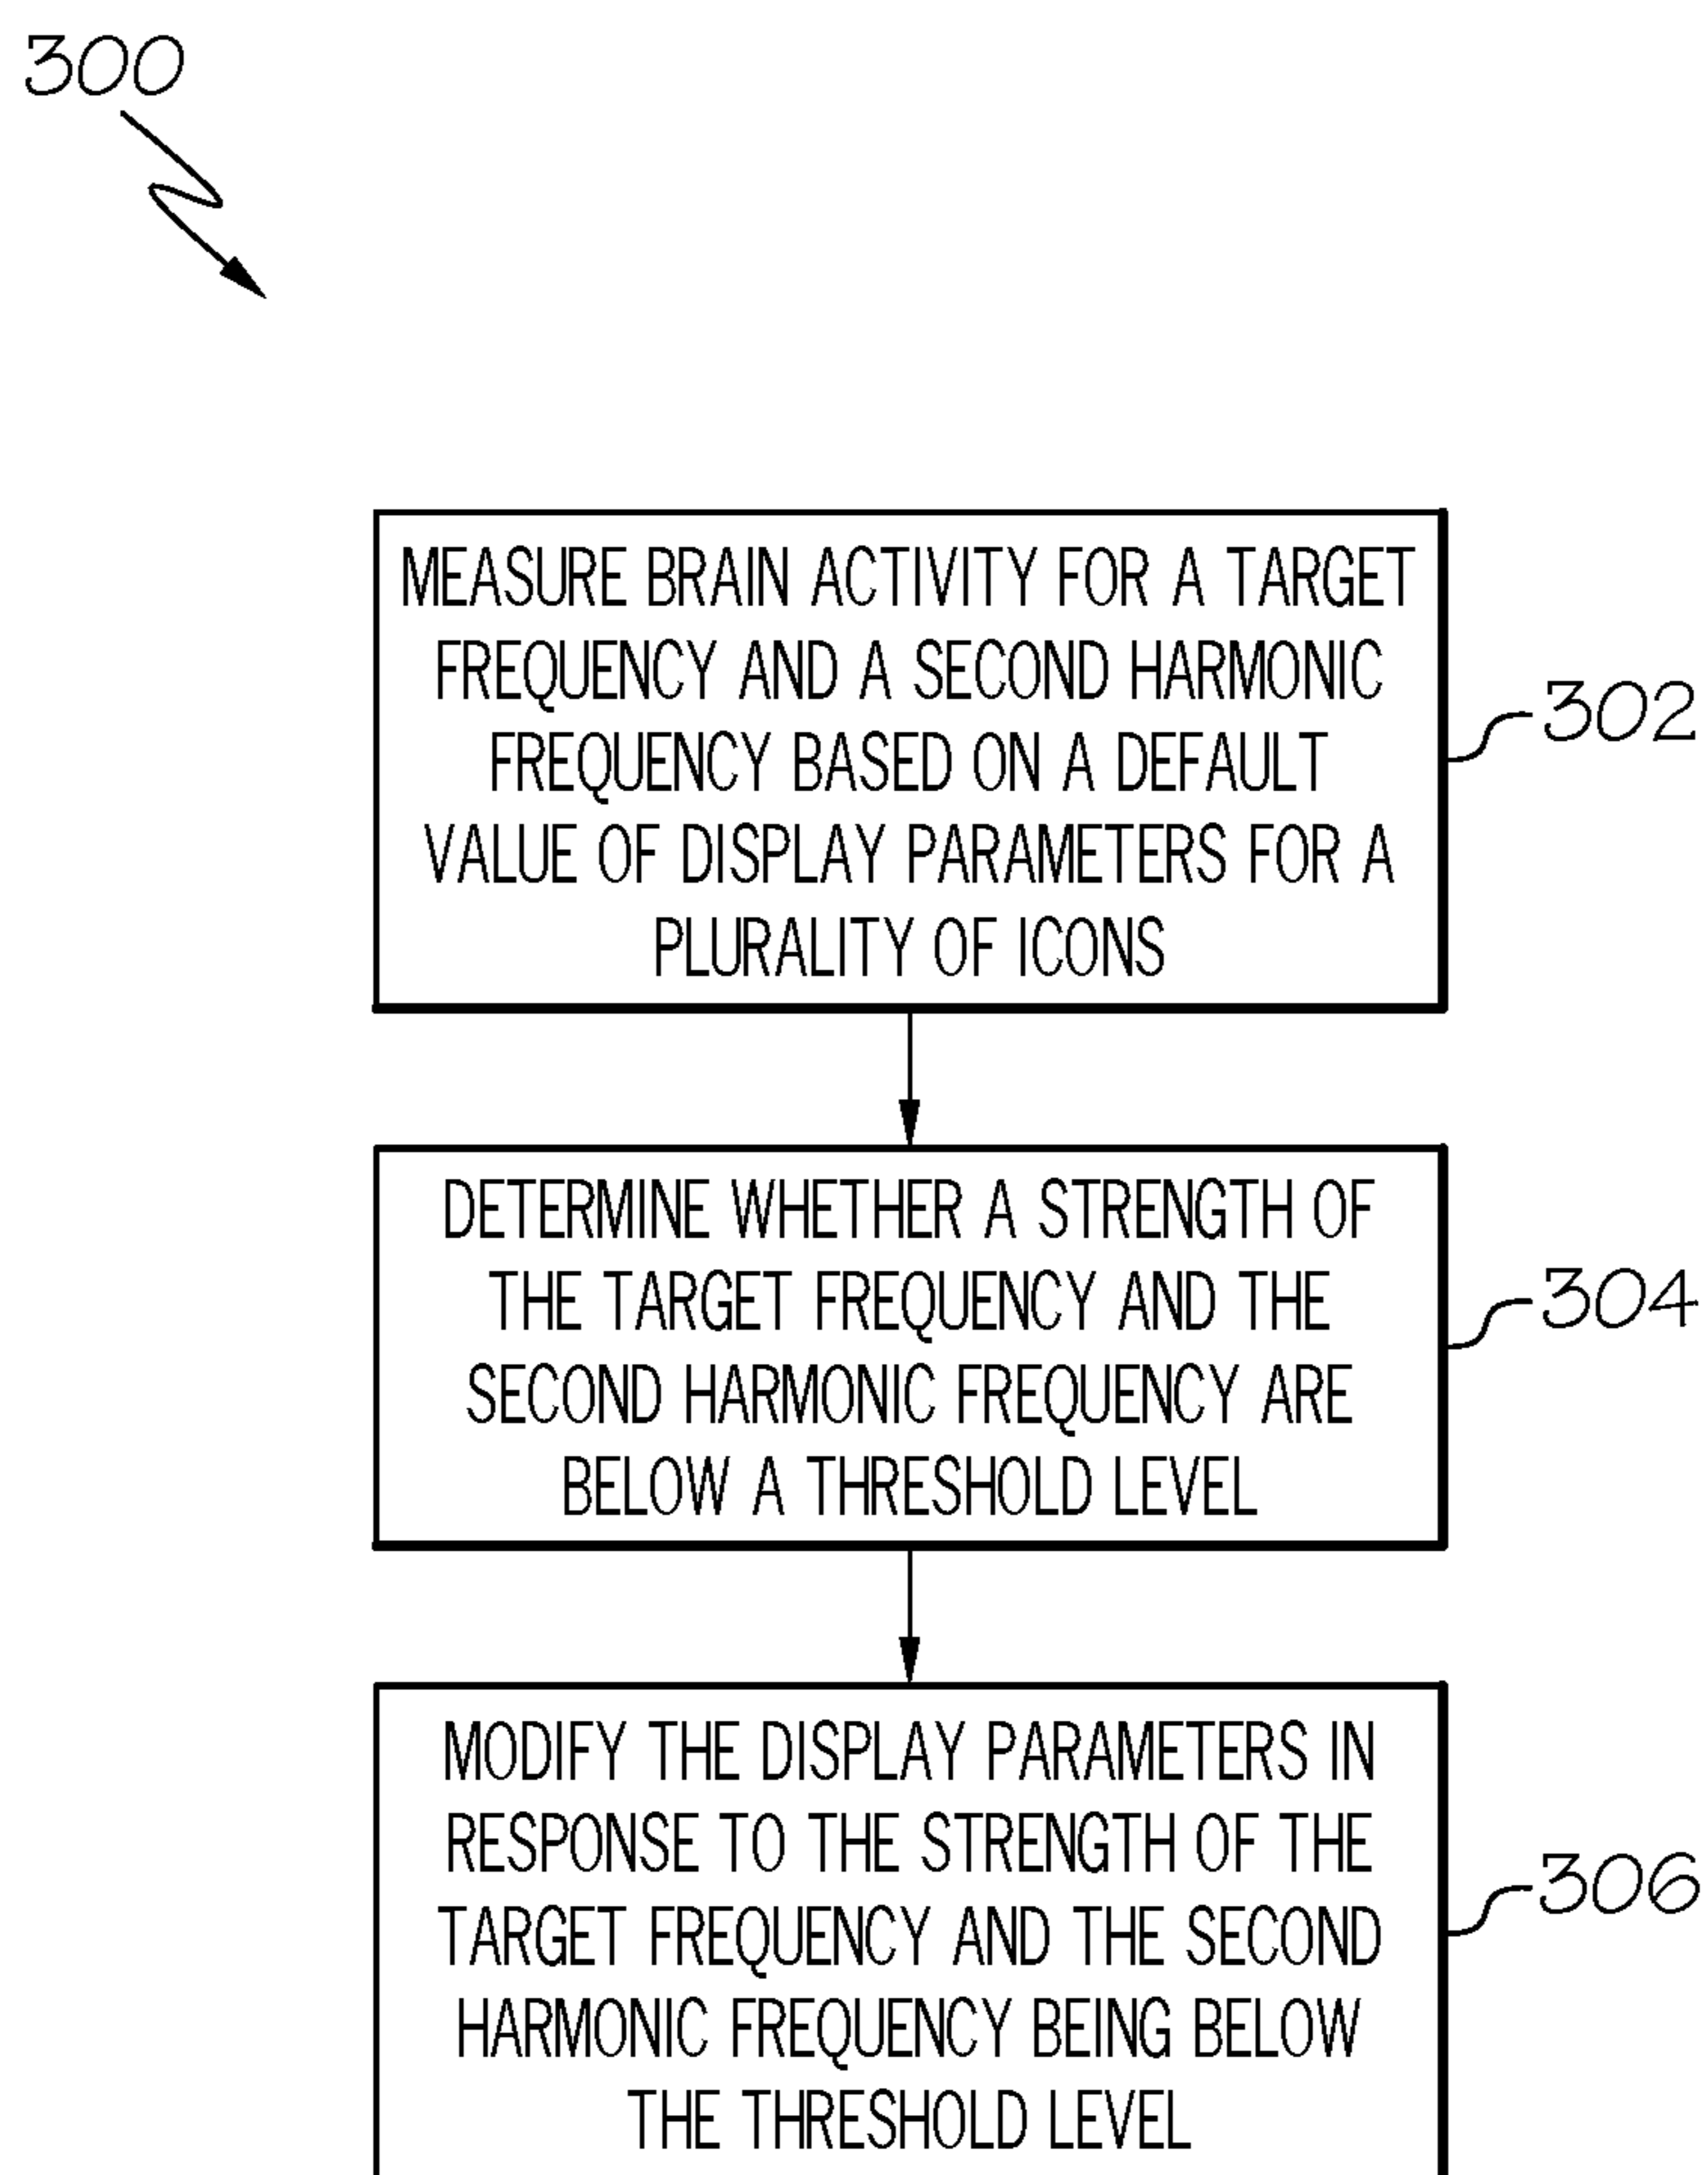 300
MEASURE BRAIN ACTIVITY FOR A TARGET
FREQUENCY AND A SECOND HARMONIC
FREQUENCY BASED ON A DEFAULT
VALUE OF DISPLAY PARAMETERS FOR A
PLURALITY OF ICONS
302
DETERMINE WHETHER A STRENGTH OF
THE TARGET FREQUENCY AND THE
SECOND HARMONIC FREQUENCY ARE
BELOW A THRESHOLD LEVEL
304
MODIFY THE DISPLAY PARAMETERS IN
RESPONSE TO THE STRENGTH OF THE
TARGET FREQUENCY AND THE SECOND
HARMONIC FREQUENCY BEING BELOW
THE THRESHOLD LEVEL
306